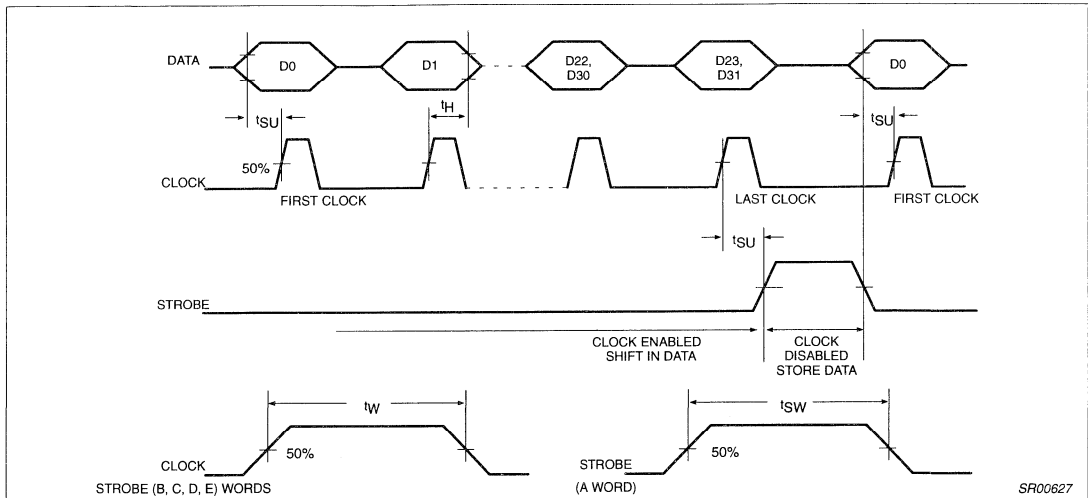 DATA
D0
D1
D22,
D30
D23,
D31
D0
tSU
tH
tSU
50%
CLOCK
FIRST CLOCK
LAST CLOCK
FIRST CLOCK
tSU
STROBE
CLOCK ENABLED
SHIFT IN DATA
CLOCK
DISABLED
STORE DATA
tW
tSW
50%
50%
CLOCK
STROBE
STROBE (B, C, D, E) WORDS
(A WORD)
SR00627